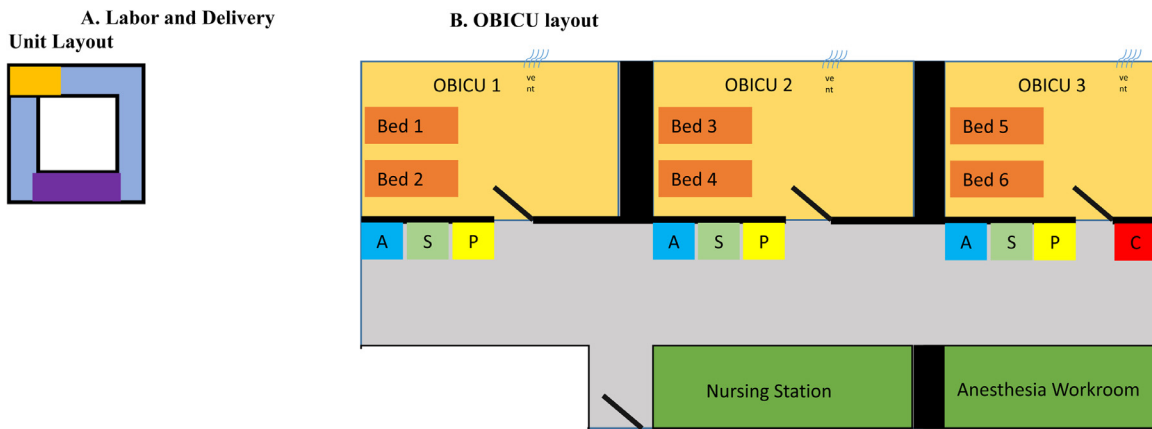 A. Labor and Delivery
Unit Layout
B. OBICU layout
ve
nt
ve
nt
ve
nt
OBICU 1
OBICU 2
OBICU 3
Bed 1
Bed 3
Bed 5
Bed 2
Bed 4
Bed 6
A S P
A S P
A S P C
Nursing Station
Anesthesia Workroom